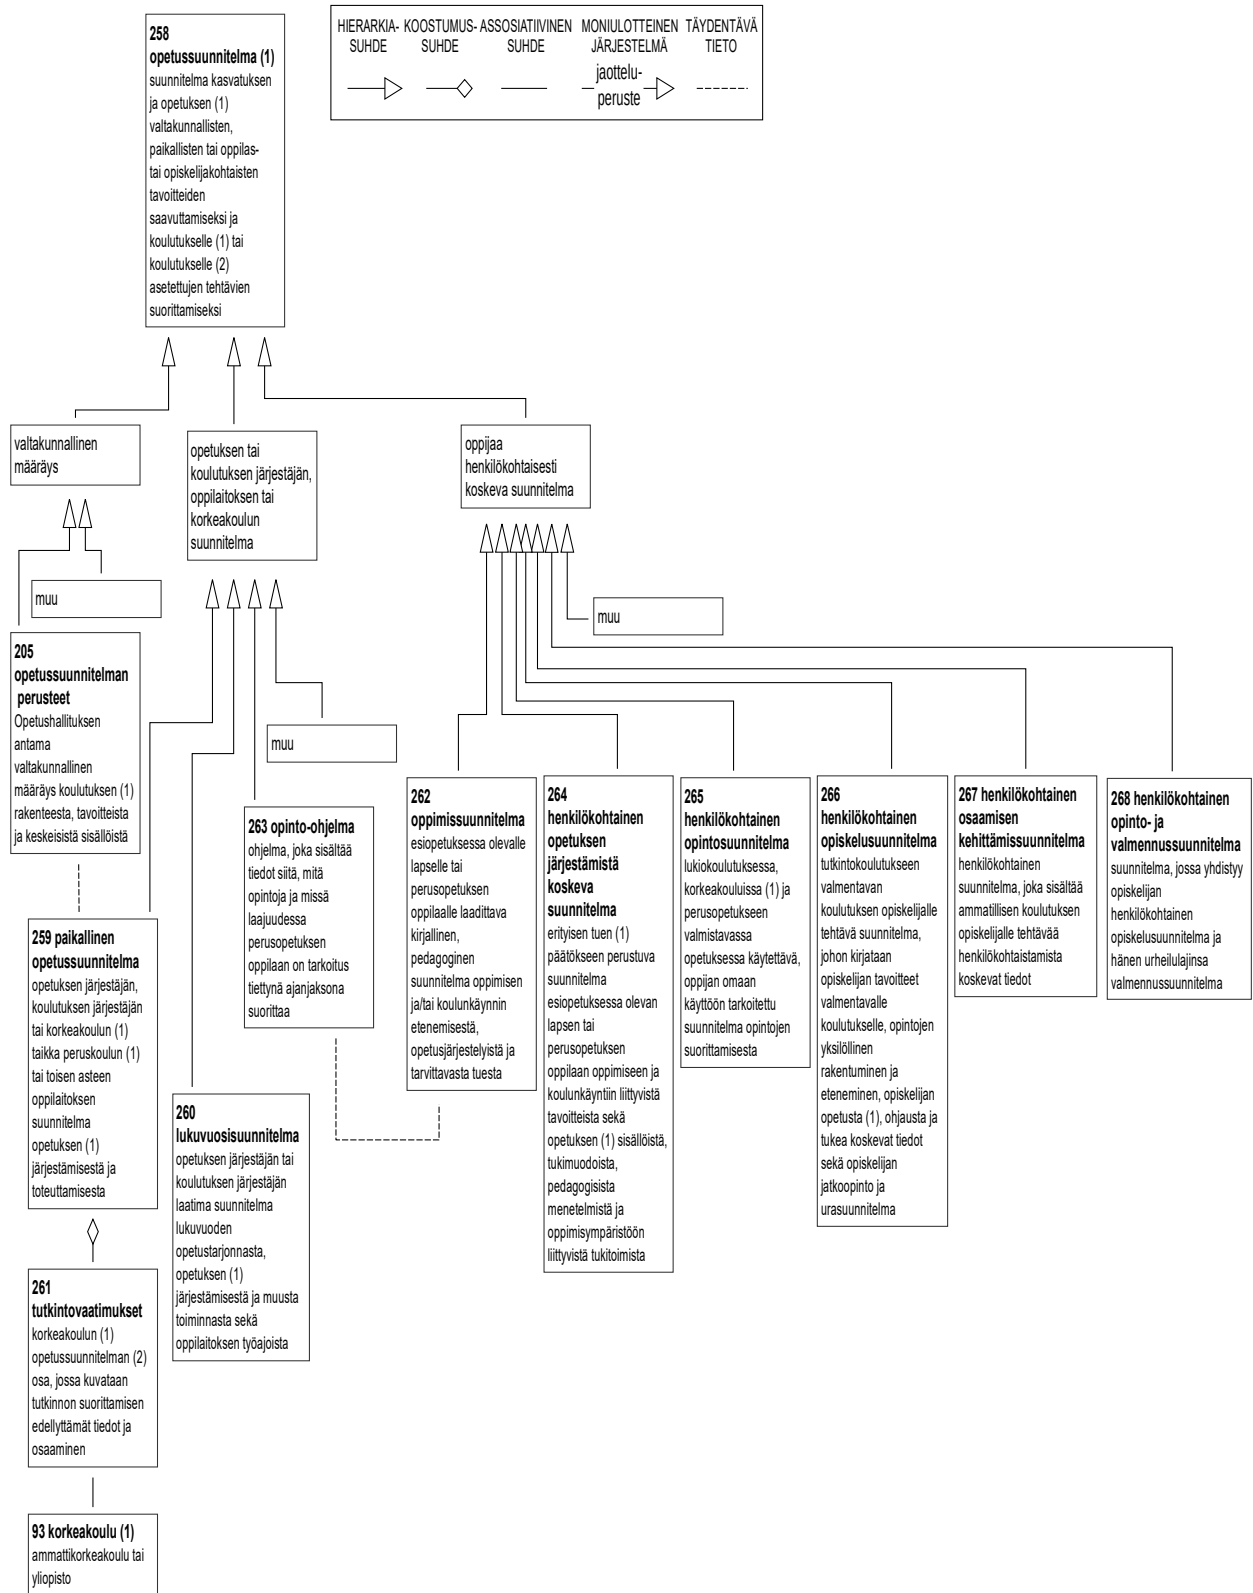 258
opetussuunnitelma (1)
suunnitelma kasvatuksen
ja opetuksen (1)
valtakunnallisten,
paikallisten tai oppilas-
tai opiskelijakohtaisten
tavoitteiden
saavuttamiseksi ja
koulutukselle (1) tai
koulutukselle (2)
asetettujen tehtävien
suorittamiseksi
HIERARKIA-
SUHDE
KOOSTUMUS-
SUHDE
ASSOSIATIIVINEN
SUHDE
MONIULOTTEINEN
JÄRJESTELMÄ
jaottelu-
peruste
TÄYDENTÄVÄ
TIETO
valtakunnallinen
määräys
opetuksen tai
koulutuksen järjestäjän,
oppilaitoksen tai
korkeakoulun
suunnitelma
oppijaa
henkilökohtaisesti
koskeva suunnitelma
muu
muu
muu
205
opetussuunnitelman
perusteet
Opetushallituksen
antama
valtakunnallinen
määräys koulutuksen (1)
rakenteesta, tavoitteista
ja keskeisistä sisällöistä
259 paikallinen
opetussuunnitelma
opetuksen järjestäjän,
koulutuksen järjestäjän
tai korkeakoulun (1)
taikka peruskoulun (1)
tai toisen asteen
oppilaitoksen
suunnitelma
opetuksen (1)
järjestämisestä ja
toteuttamisesta
261
tutkintovaatimukset
korkeakoulun (1)
opetussuunnitelman (2)
osa, jossa kuvataan
tutkinnon suorittamisen
edellyttämät tiedot ja
osaaminen
93 korkeakoulu (1)
ammattikorkeakoulu tai
yliopisto
260
lukuvuosisuunnitelma
opetuksen järjestäjän tai
koulutuksen järjestäjän
laatima suunnitelma
lukuvuoden
opetustarjonnasta,
opetuksen (1)
järjestämisestä ja muusta
toiminnasta sekä
oppilaitoksen työajoista
263 opinto-ohjelma
ohjelma, joka sisältää
tiedot siitä, mitä
opintoja ja missä
laajuudessa
perusopetuksen
oppilaan on tarkoitus
tiettynä ajanjaksona
suorittaa
262
oppimissuunnitelma
esiopetuksessa olevalle
lapselle tai
perusopetuksen
oppilaalle laadittava
kirjallinen,
pedagoginen
suunnitelma oppimisen
ja/tai koulunkäynnin
etenemisestä,
opetusjärjestelyistä ja
tarvittavasta tuesta
264
henkilökohtainen
opetuksen
järjestämistä
koskeva
suunnitelma
erityisen tuen (1)
päätökseen perustuva
suunnitelma
esiopetuksessa olevan
lapsen tai
perusopetuksen
oppilaan oppimiseen ja
koulunkäyntiin liittyvistä
tavoitteista sekä
opetuksen (1) sisällöistä,
tukimuodoista,
pedagogisista
menetelmistä ja
oppimisympäristöön
liittyvistä tukitoimista
265
henkilökohtainen
opintosuunnitelma
lukiokoulutuksessa,
korkeakouluissa (1) ja
perusopetukseen
valmistavassa
opetuksessa käytettävä,
oppijan omaan
käyttöön tarkoitettu
suunnitelma opintojen
suorittamisesta
266
henkilökohtainen
opiskelusuunnitelma
tutkintokoulutukseen
valmentavan
koulutuksen opiskelijalle
tehtävä suunnitelma,
johon kirjataan
opiskelijan tavoitteet
valmentavalle
koulutukselle, opintojen
yksilöllinen
rakentuminen ja
eteneminen, opiskelijan
opetusta (1), ohjausta ja
tukea koskevat tiedot
sekä opiskelijan
jatkoopinto ja
urasuunnitelma
267 henkilökohtainen
osaamisen
kehittämissuunnitelma
henkilökohtainen
suunnitelma, joka sisältää
ammatillisen koulutuksen
opiskelijalle tehtävää
henkilökohtaistamista
koskevat tiedot
268 henkilökohtainen
opinto- ja
valmennussuunnitelma
suunnitelma, jossa yhdistyy
opiskelijan
henkilökohtainen
opiskelusuunnitelma ja
hänen urheilulajinsa
valmennussuunnitelma